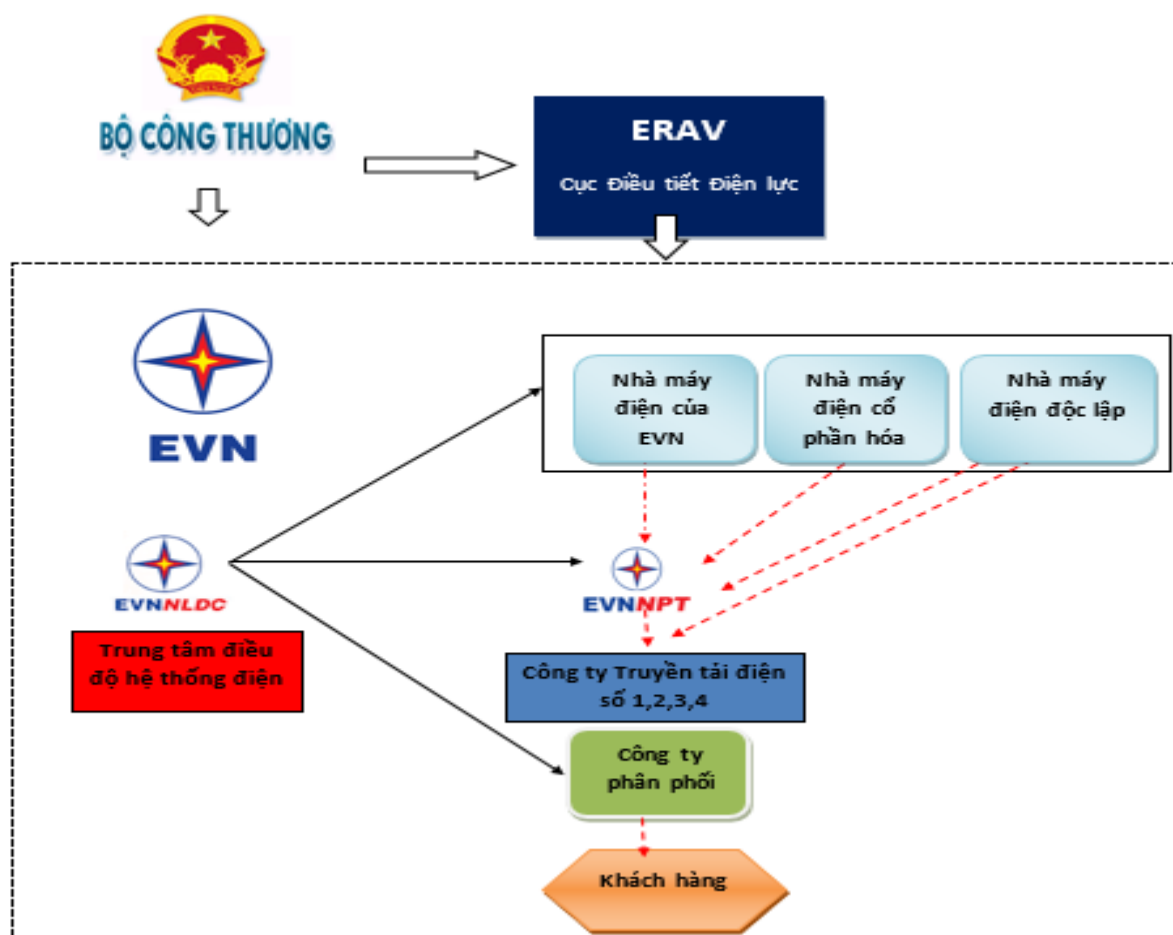 BỘ CÔNG THƯƠNG
ERAV
Cục Điều tiết Điện lực
EVN
Nhà máy
điện của
EVN
Nhà máy
điện cổ
phần hóa
Nhà máy
điện độc lập
EVNNLDC
EVNNPT
Trung tâm điều
độ hệ thống điện
Công ty Truyền tải điện
số 1,2,3,4
Công ty
phân phối
Khách hàng